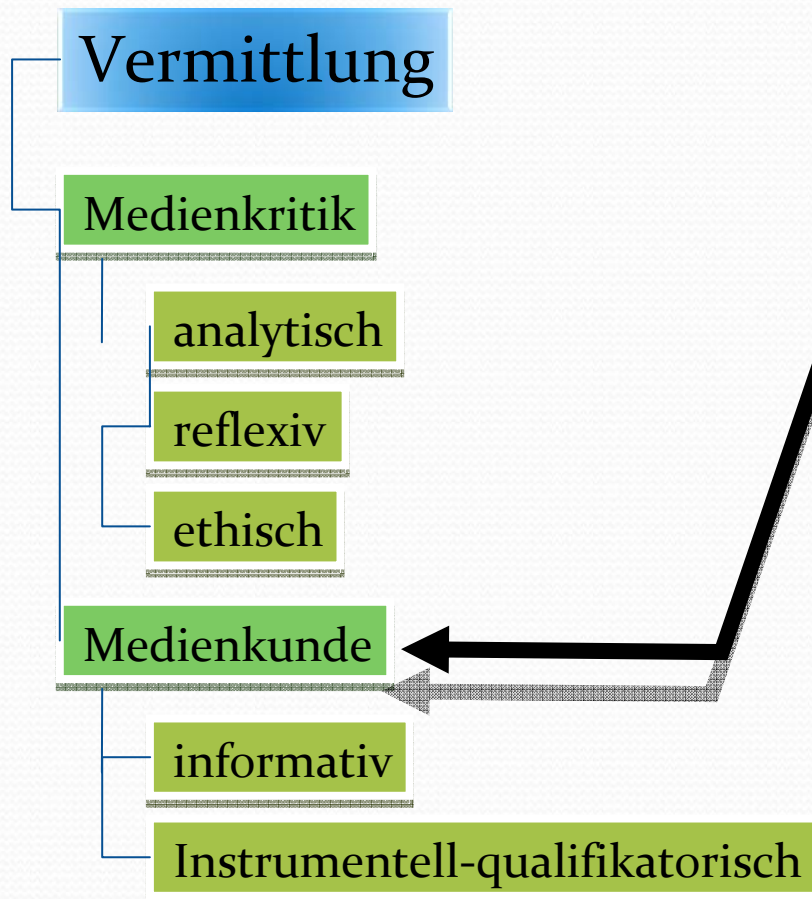 Vermittlung
Medienkritik
analytisch
reflexiv
ethisch
Medienkunde
informativ
Instrumentell-qualifikatorisch